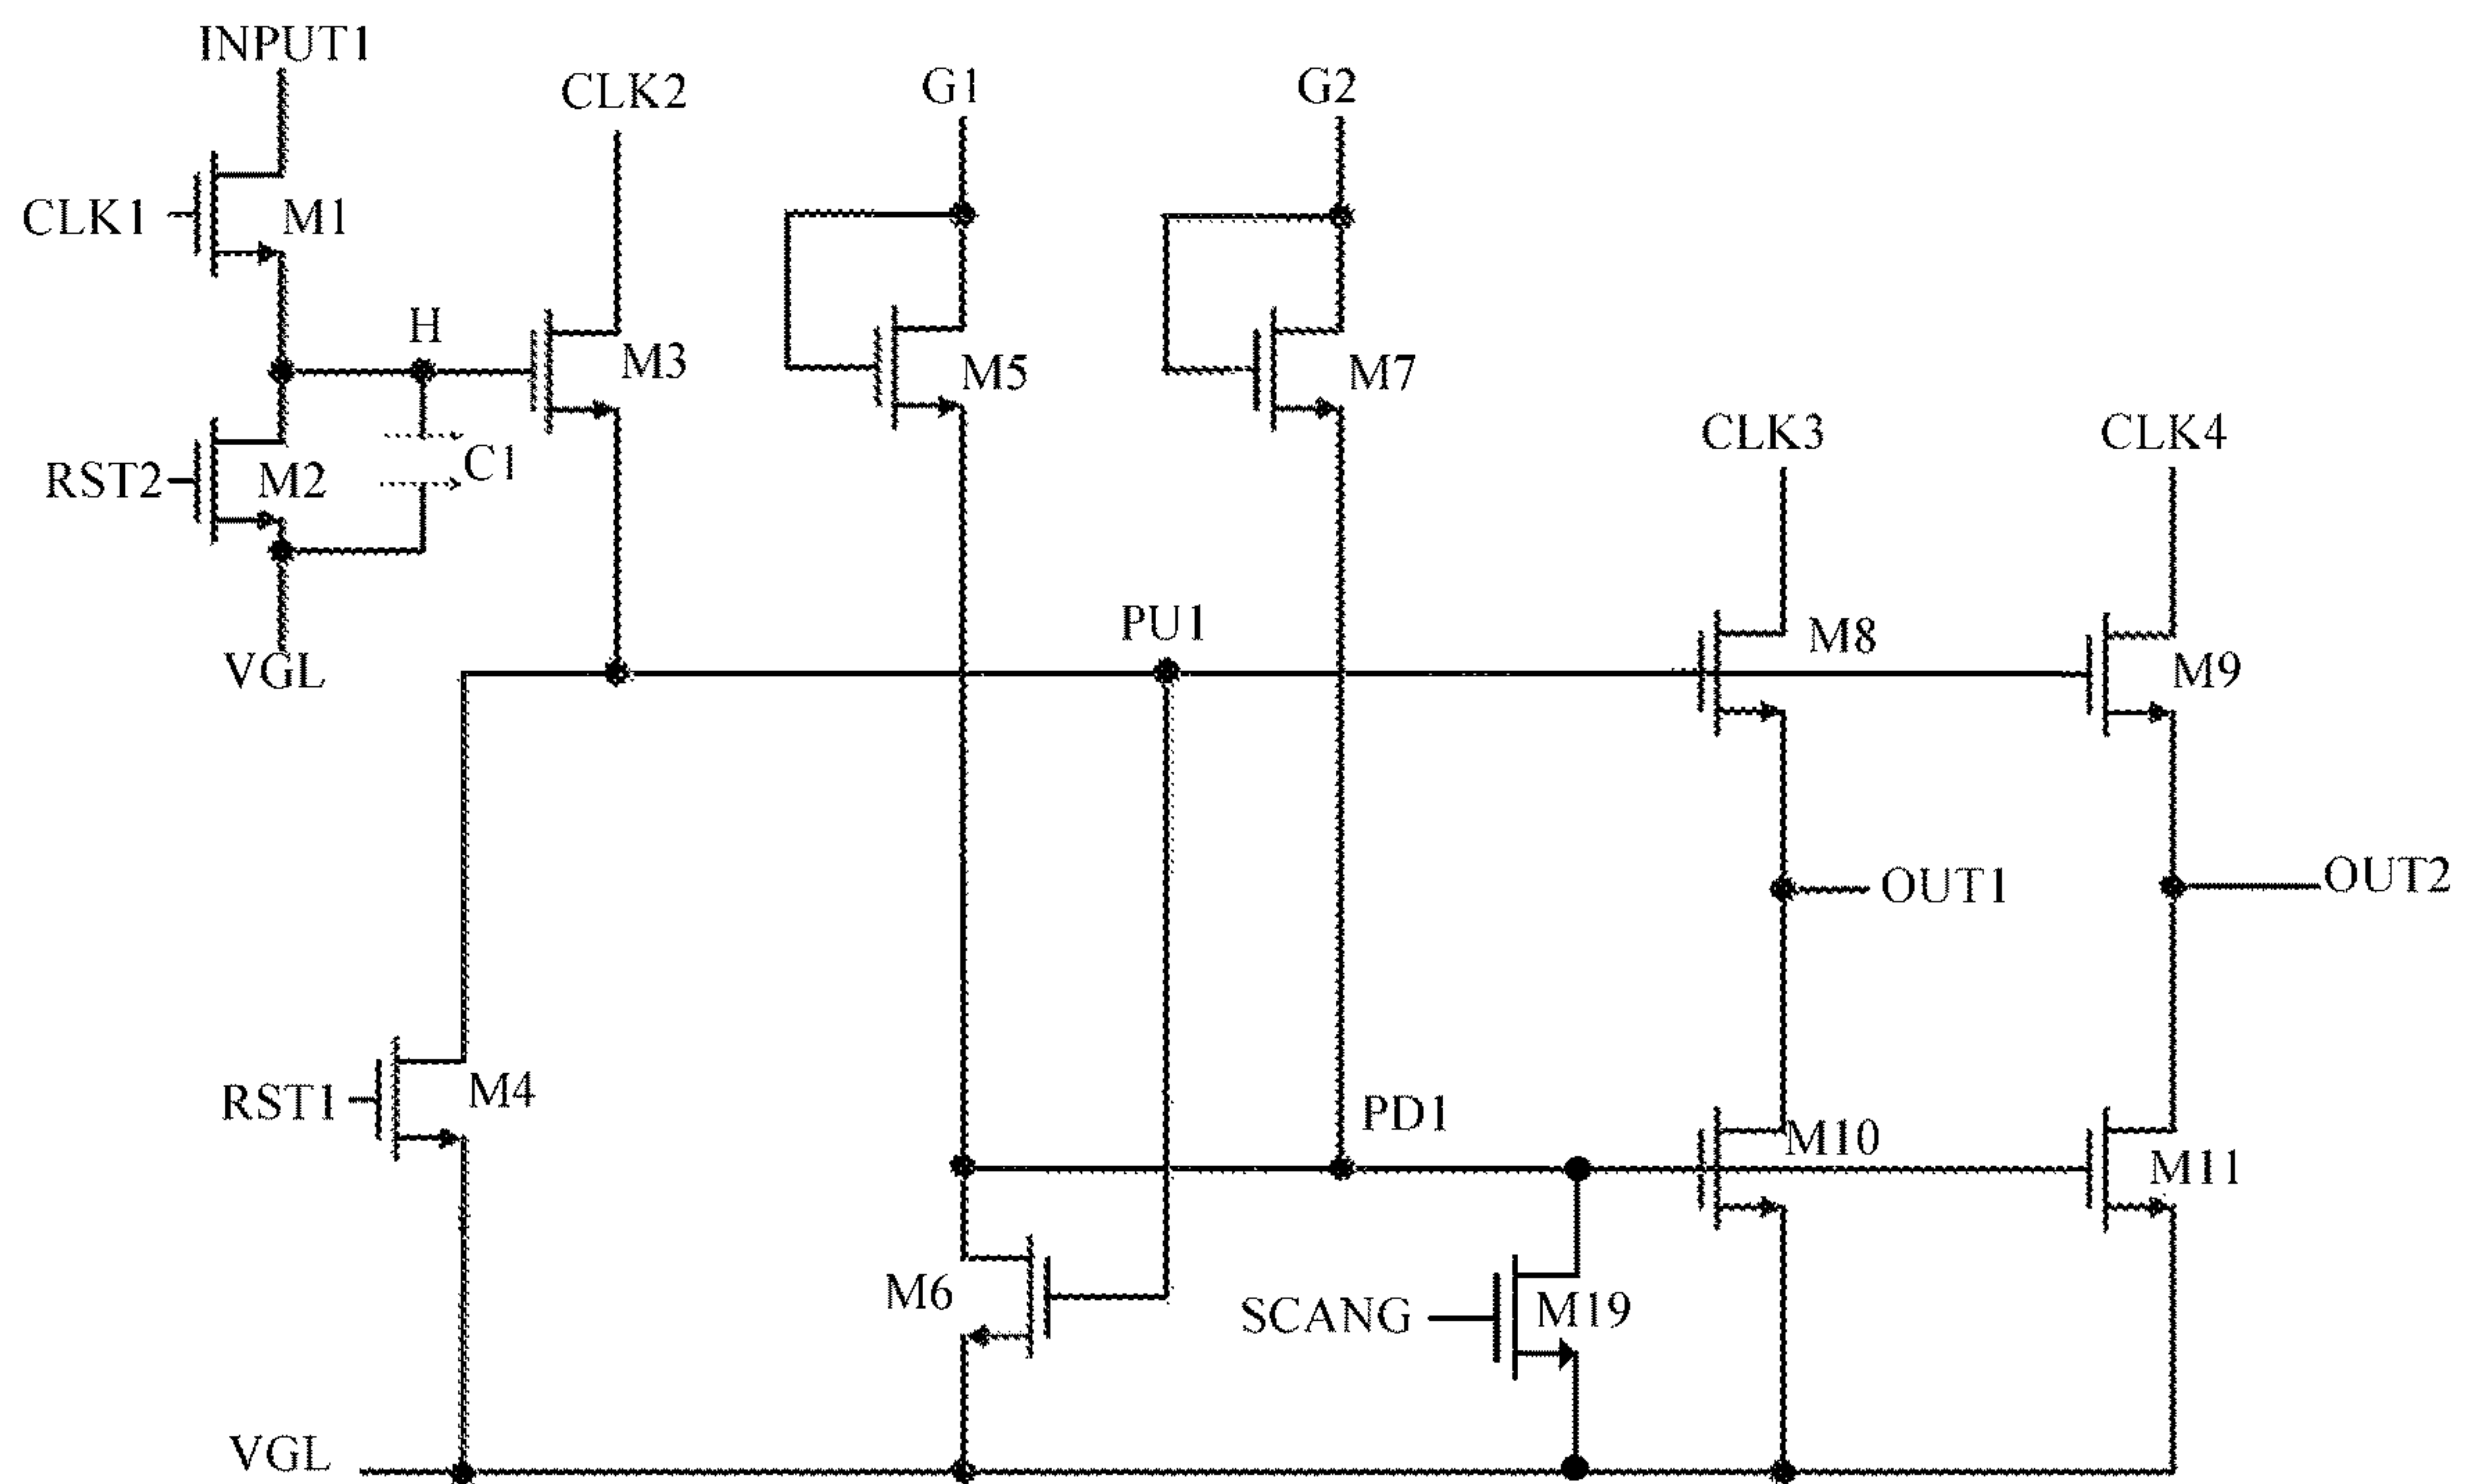 INPUT1
CLK2
G1
G2
CLK1
M1
H
M3
M5
M7
CLK3
CLK4
RST2
M2
C1
PU1
M8
VGL
M9
OUT1
OUT2
RST1
M4
PD1
M10
M11
M6
SCANG
M19
VGL